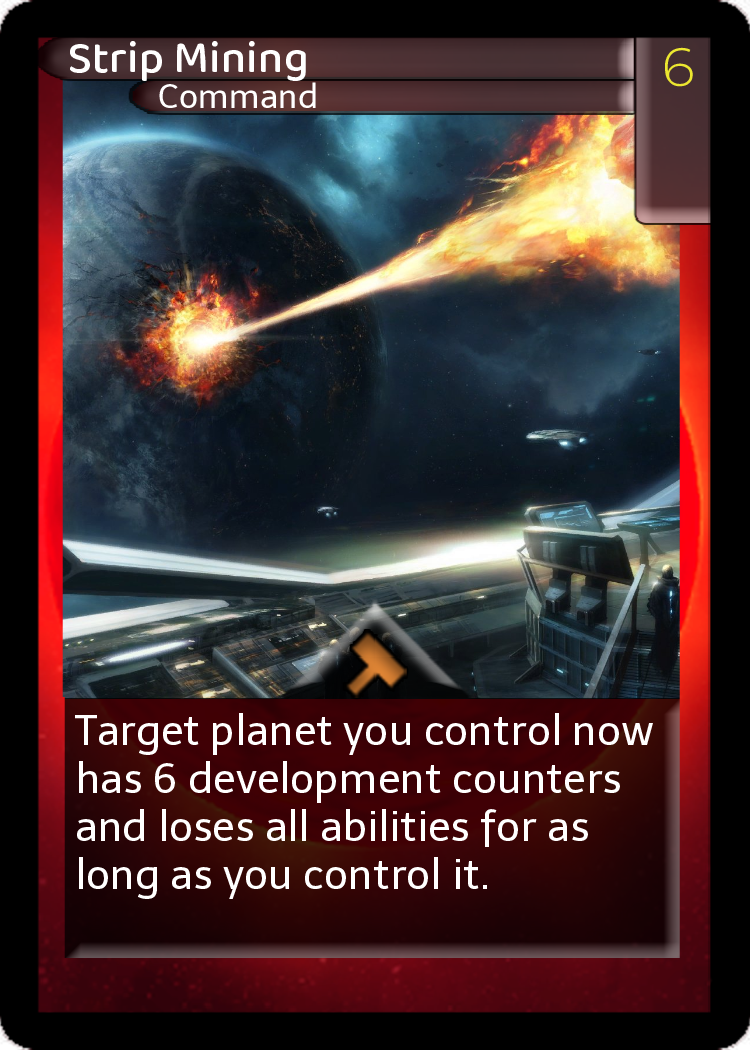 Strip Mining
6
Command
Target planet you control now
has 6 development counters
and loses all abilities for as
long as you control it.